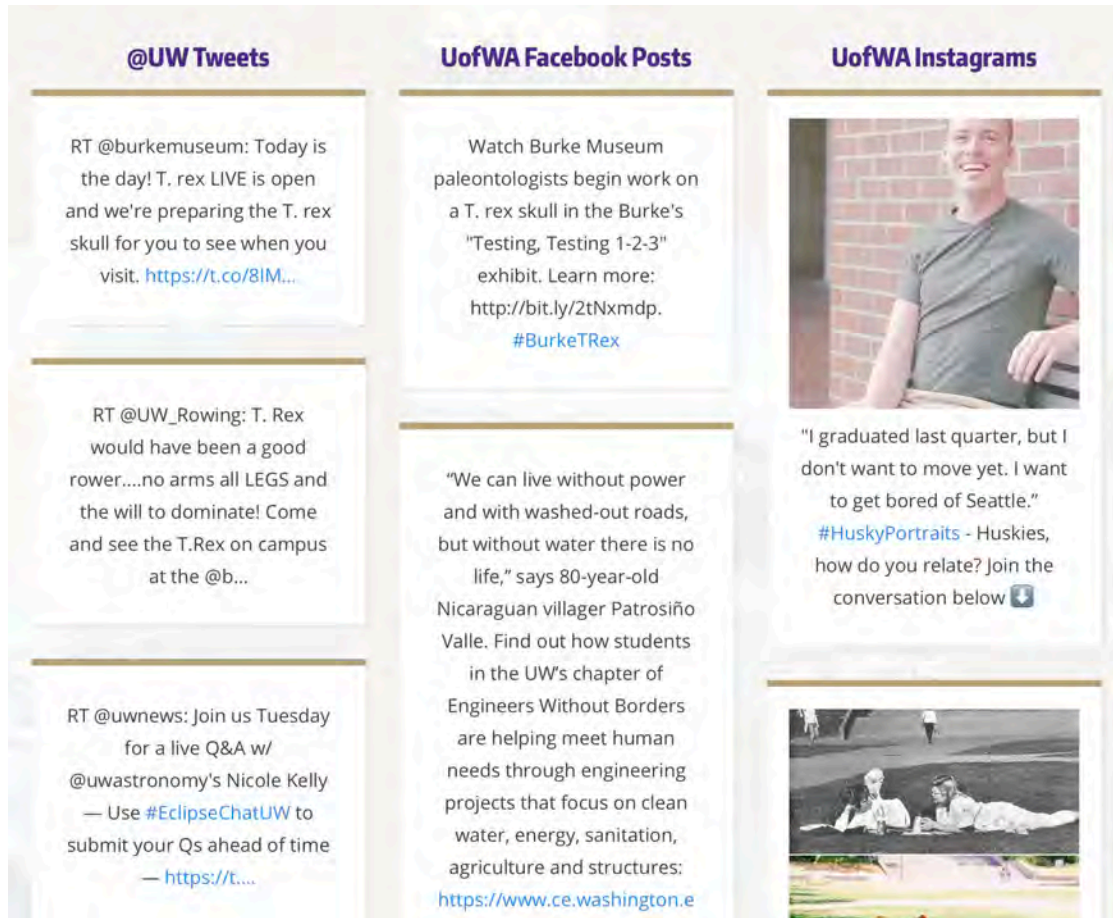 @UW Tweets
RT @burkemuseum: Today is
the day! T. rex LIVE is open
and we're preparing the T. rex
skull for you to see when you
visit. https://t.co/8lM...
RT @UW_Rowing: T. Rex
would have been a good
rower....no arms all LEGS and
the will to dominate! Come
and see the T.Rex on campus
at the @b...
RT @uwnews: Join us Tuesday
for a live Q&A w/
@uwastronomy's Nicole Kelly
— Use #EclipseChatUW to
submit your Qs ahead of time
— https://t....
UofWA Facebook Posts
Watch Burke Museum
paleontologists begin work on
a T. rex skull in the Burke's
"Testing, Testing 1-2-3"
exhibit. Learn more:
http://bit.ly/2tNxmdp.
#BurkeTRex
“We can live without power
and with washed-out roads,
but without water there is no
life,” says 80-year-old
Nicaraguan villager Patrosiño
Valle. Find out how students
in the UW’s chapter of
Engineers Without Borders
are helping meet human
needs through engineering
projects that focus on clean
water, energy, sanitation,
agriculture and structures:
https://www.ce.washington.e
UofWA Instagrams
"I graduated last quarter, but I
don't want to move yet. I want
to get bored of Seattle.”
#HuskyPortraits - Huskies,
how do you relate? Join the
conversation below ⬇️